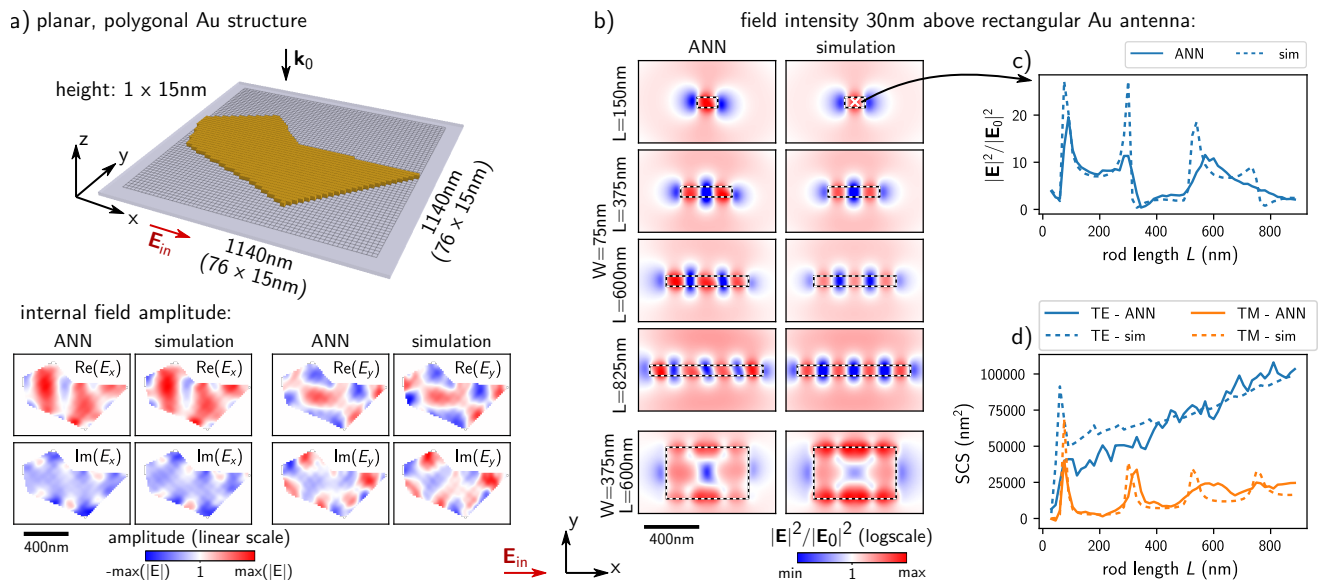 a) planar, polygonal Au structure
k0
height: 1 x 15nm
z
y
x
Ein
1140nm
(76 × 15nm)
1140nm
(76 × 15nm)
internal field amplitude:
ANN
simulation
ANN
simulation
Re(Ex)
Re(Ex)
Re(Ey)
Re(Ey)
Im(Ex)
Im(Ex)
Im(Ey)
Im(Ey)
400nm
amplitude (linear scale)
-max(|E|)
1
max(|E|)
b)
field intensity 30nm above rectangular Au antenna:
ANN
simulation
L=150nm
L=375nm
W=75nm
L=600nm
L=825nm
W=375nm
L=600nm
400nm
Ein
y
x
|E|²/|E0|² (logscale)
min
1
max
c)
ANN
sim
|E|²/|E0|²
20
10
0
0
200
400
600
800
rod length L (nm)
d)
TE - ANN
TM - ANN
TE - sim
TM - sim
SCS (nm²)
100000
75000
50000
25000
0
0
200
400
600
800
rod length L (nm)